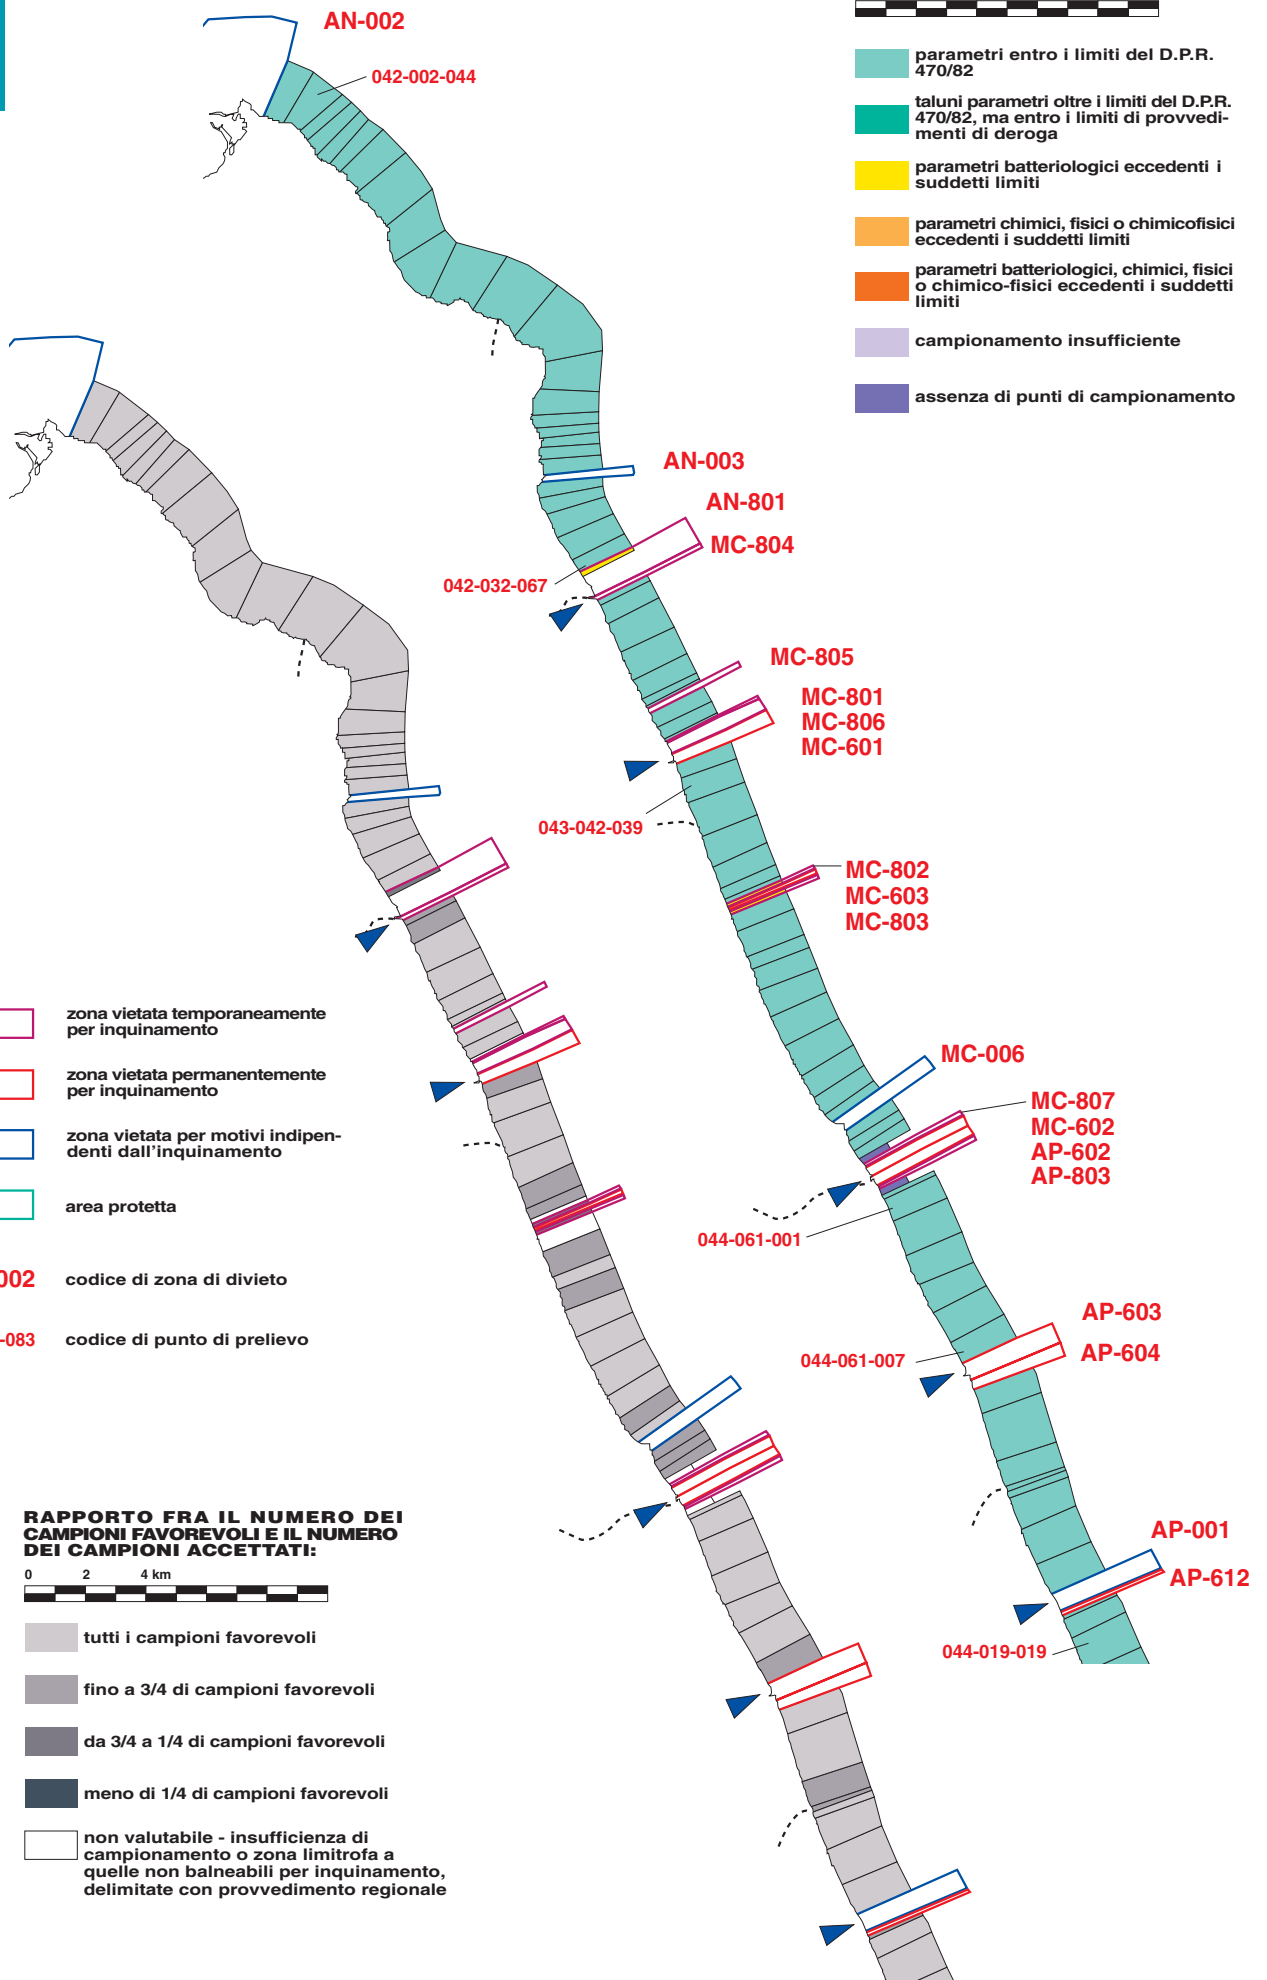 AN-002
042-002-044
parametri entro i limiti del D.P.R.
470/82
taluni parametri oltre i limiti del D.P.R.
470/82, ma entro i limiti di provvedi-
menti di deroga
parametri batteriologici eccedenti i
suddetti limiti
parametri chimici, fisici o chimicofisici
eccedenti i suddetti limiti
parametri batteriologici, chimici, fisici
o chimico-fisici eccedenti i suddetti
limiti
campionamento insufficiente
assenza di punti di campionamento
AN-003
AN-801
MC-804
042-032-067
MC-805
MC-801
MC-806
MC-601
043-042-039
MC-802
MC-603
MC-803
MC-006
MC-807
MC-602
AP-602
AP-803
044-061-001
AP-603
044-061-007
AP-604
AP-001
AP-612
044-019-019
zona vietata temporaneamente
per inquinamento
zona vietata permanentemente
per inquinamento
zona vietata per motivi indipen-
denti dall'inquinamento
area protetta
002 codice di zona di divieto
-083 codice di punto di prelievo
RAPPORTO FRA IL NUMERO DEI
CAMPIONI FAVOREVOLI E IL NUMERO
DEI CAMPIONI ACCETTATI:
0 2 4 km
tutti i campioni favorevoli
fino a 3/4 di campioni favorevoli
da 3/4 a 1/4 di campioni favorevoli
meno di 1/4 di campioni favorevoli
non valutabile - insufficienza di
campionamento o zona limitrofa a
quelle non balneabili per inquinamento,
delimitate con provvedimento regionale